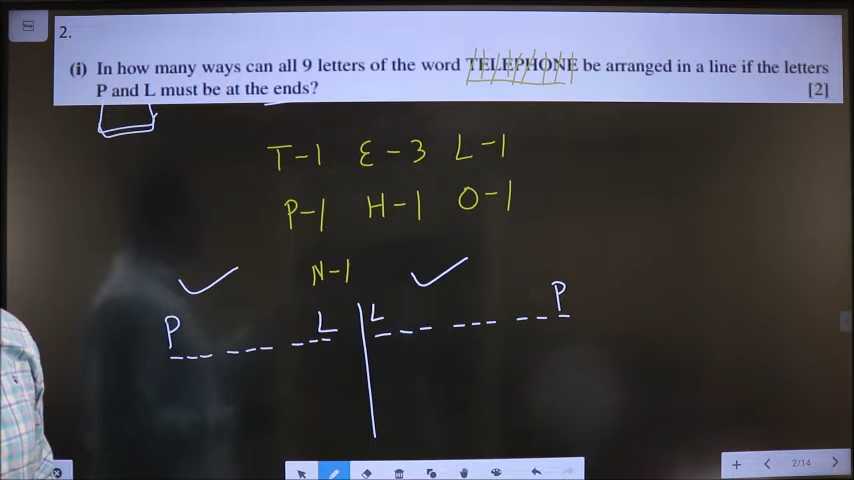 2.
(i) In how many ways can all 9 letters of the word TELEPHONE be arranged in a line if the letters
P and L must be at the ends? [2]
T-1 E-3 L-1
P-1 H-1 O-1
N-1
P L L P
2/14